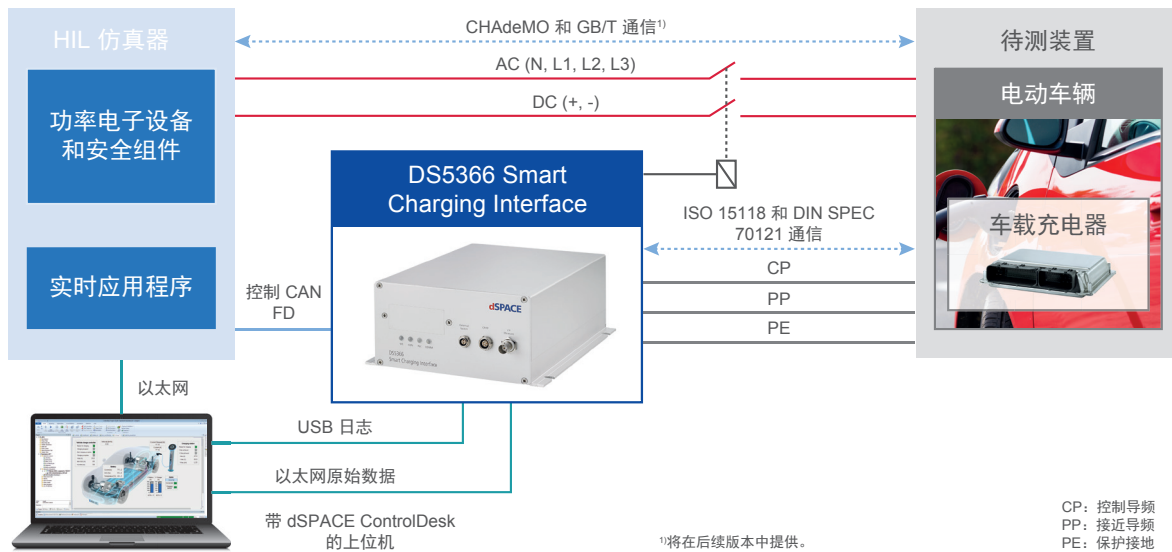 HIL 仿真器
CHAdeMO 和 GB/T 通信¹⁾
待测装置
AC (N, L1, L2, L3)
DC (+, -)
功率电子设备
和安全组件
电动车辆
DS5366 Smart
Charging Interface
ISO 15118 和 DIN SPEC
70121 通信
车载充电器
实时应用程序
控制 CAN
FD
dSPACE
DS5366
Smart Charging Interface
CP
PP
PE
以太网
USB 日志
以太网原始数据
带 dSPACE ControlDesk
的上位机
¹⁾将在后续版本中提供。
CP：控制导频
PP：接近导频
PE：保护接地